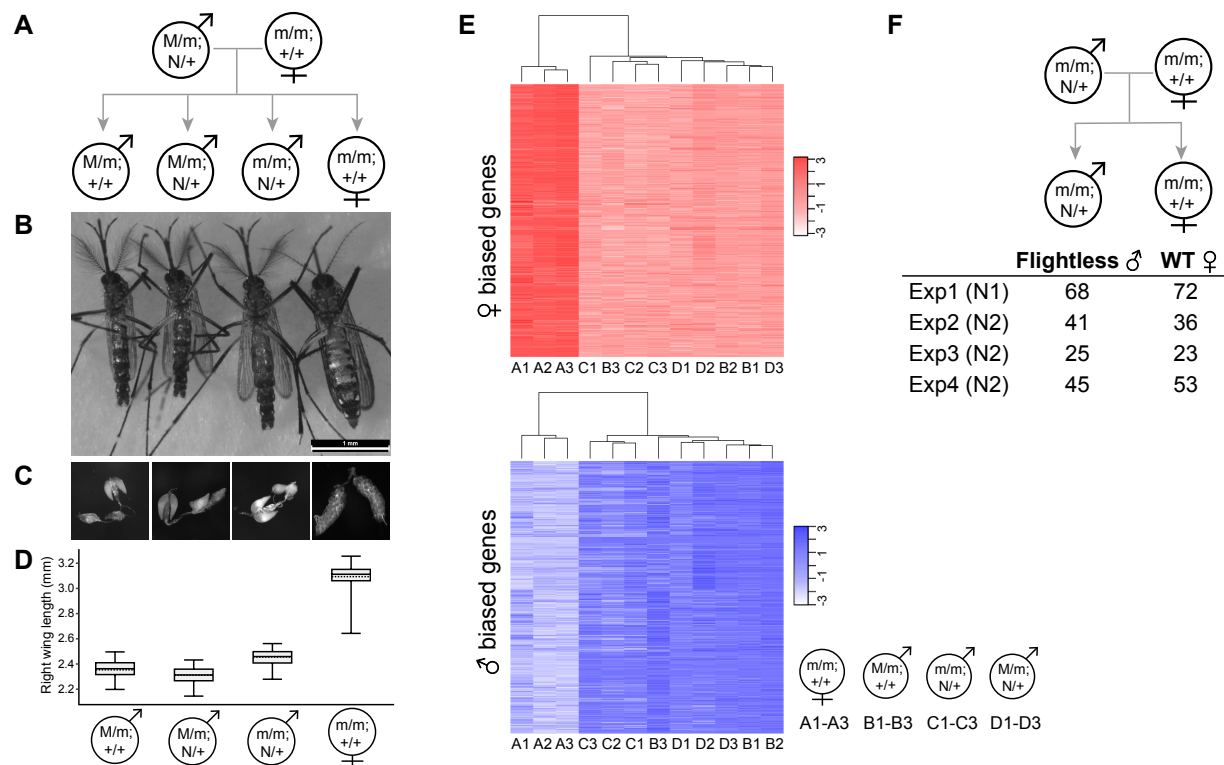 A
M/m;
N/+
m/m;
+/+
M/m;
+/+
M/m;
N/+
m/m;
N/+
m/m;
+/+
B
1 mm
C
D
Right wing length (mm)
3.2
3.0
2.6
2.4
2.2
M/m;
+/+
M/m;
N/+
m/m;
N/+
m/m;
+/+
E
♀ biased genes
3
1
-1
-3
A1 A2 A3 C1 B3 C2 C3 D1 D2 B2 B1 D3
♂ biased genes
3
1
-1
-3
A1 A2 A3 C3 C2 C1 B3 D1 D2 D3 B1 B2
m/m;
+/+
A1-A3
M/m;
+/+
B1-B3
m/m;
N/+
C1-C3
M/m;
N/+
D1-D3
F
m/m;
N/+
m/m;
+/+
m/m;
N/+
m/m;
+/+
Flightless ♂ WT ♀
Exp1 (N1) 68 72
Exp2 (N2) 41 36
Exp3 (N2) 25 23
Exp4 (N2) 45 53